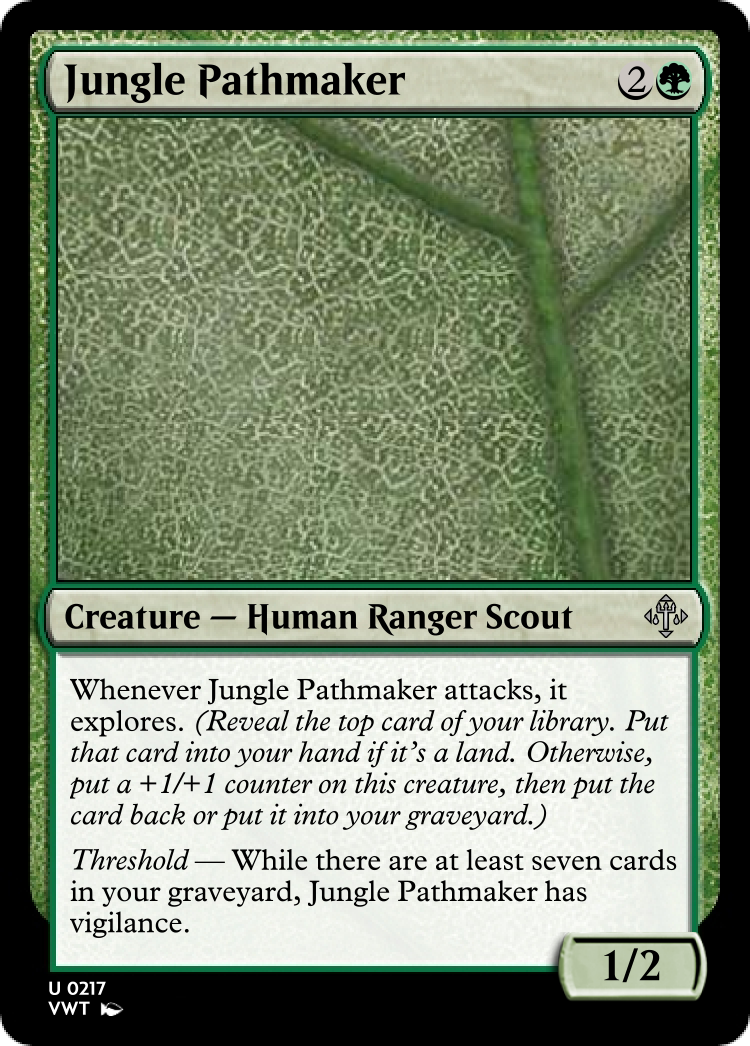 Jungle Pathmaker 2
Creature — Human Ranger Scout
Whenever Jungle Pathmaker attacks, it
explores. (Reveal the top card of your library. Put
that card into your hand if it's a land. Otherwise,
put a +1/+1 counter on this creature, then put the
card back or put it into your graveyard.)
Threshold — While there are at least seven cards
in your graveyard, Jungle Pathmaker has
vigilance.
1/2
U 0217
VWT